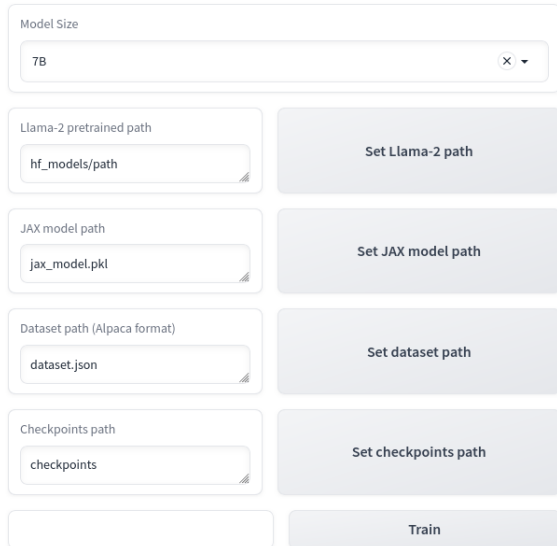 Model Size
7B
Llama-2 pretrained path
hf_models/path
Set Llama-2 path
JAX model path
jax_model.pkl
Set JAX model path
Dataset path (Alpaca format)
dataset.json
Set dataset path
Checkpoints path
checkpoints
Set checkpoints path
Train